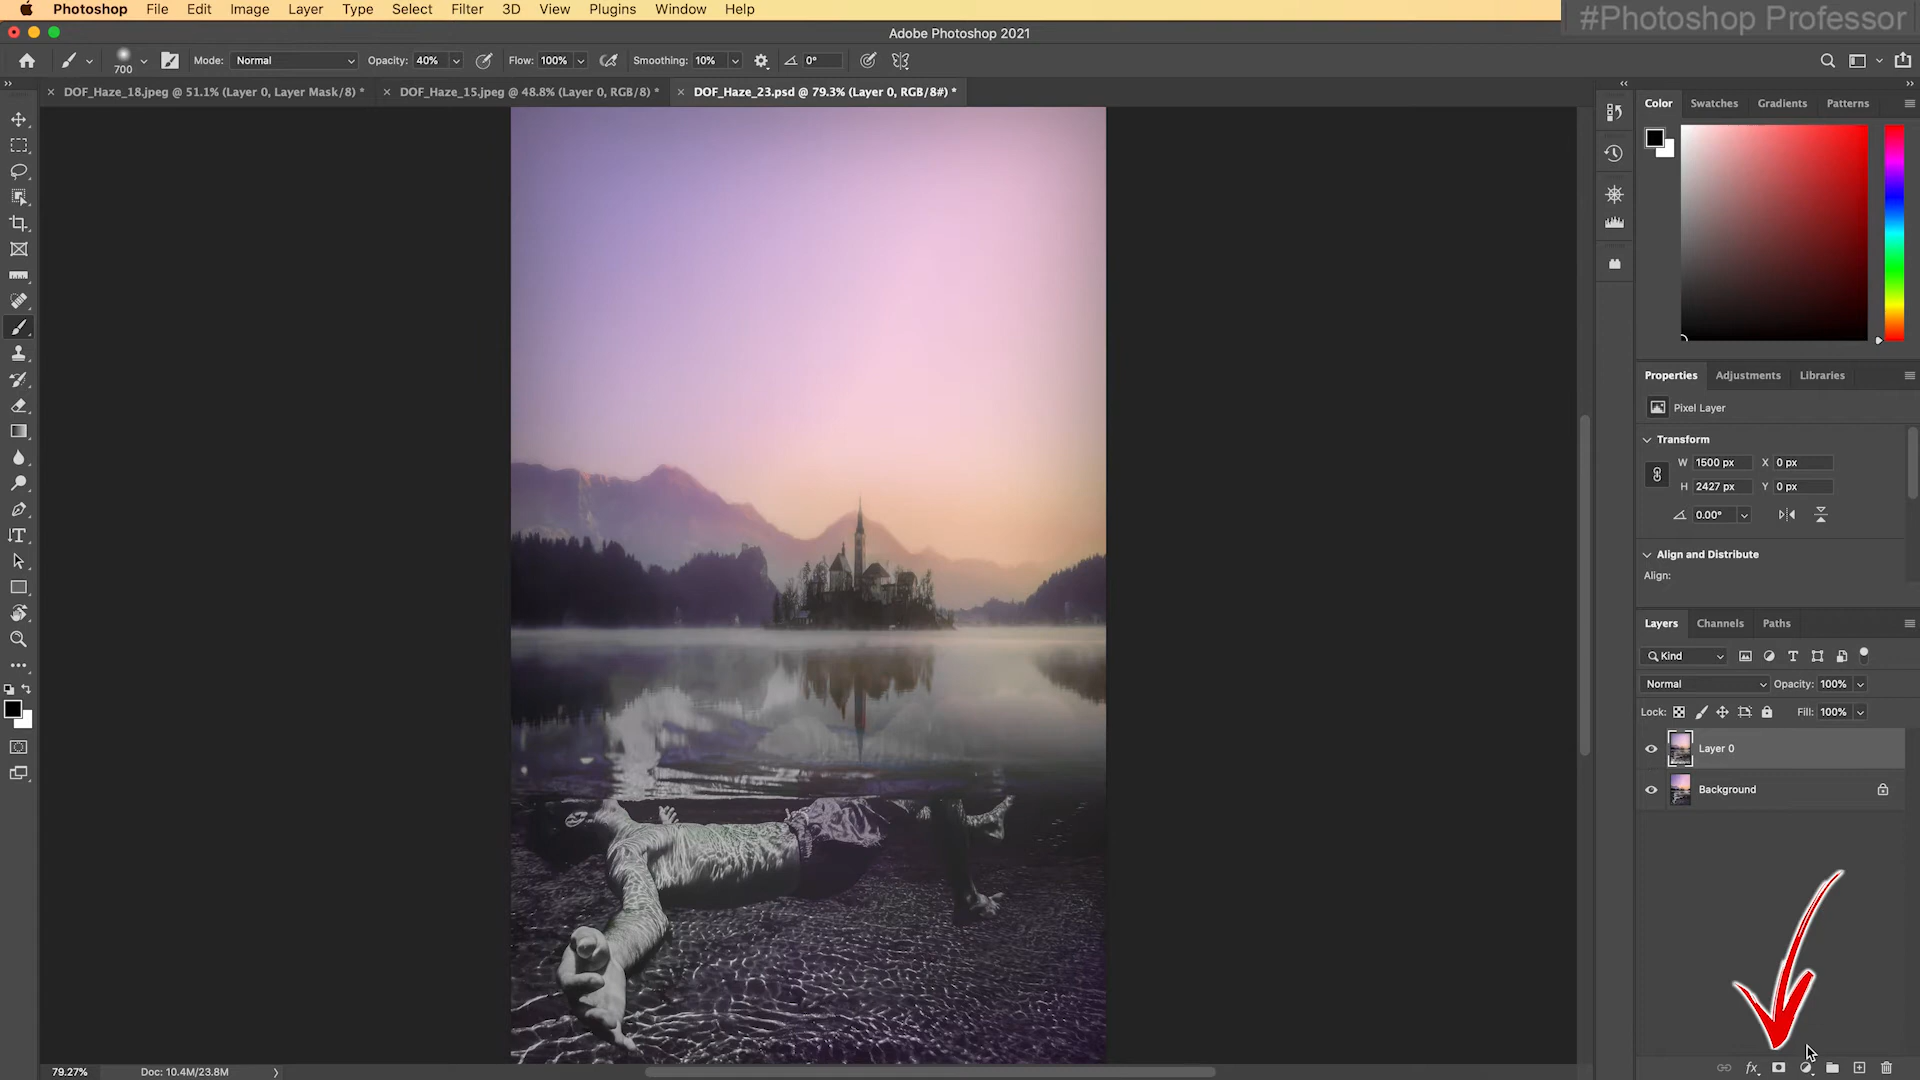 Photoshop File Edit Image Layer Type Select Filter 3D View Plugins Window Help
#Photoshop Professor
Adobe Photoshop 2021
700 Mode: Normal Opacity: 40% Flow: 100% Smoothing: 10% 0°
DOF_Haze_18.jpeg @ 51.1% (Layer 0, Layer Mask/8) * DOF_Haze_15.jpeg @ 48.8% (Layer 0, RGB/8) * DOF_Haze_23.psd @ 79.3% (Layer 0, RGB/8#) *
Color Swatches Gradients Patterns
Properties Adjustments Libraries
Pixel Layer
Transform
W 1500 px X 0 px
H 2427 px Y 0 px
0.00°
Align and Distribute
Align:
Layers Channels Paths
Kind
Normal Opacity: 100%
Lock: Fill: 100%
Layer 0
Background
fx
79.27% Doc: 10.4M/23.8M